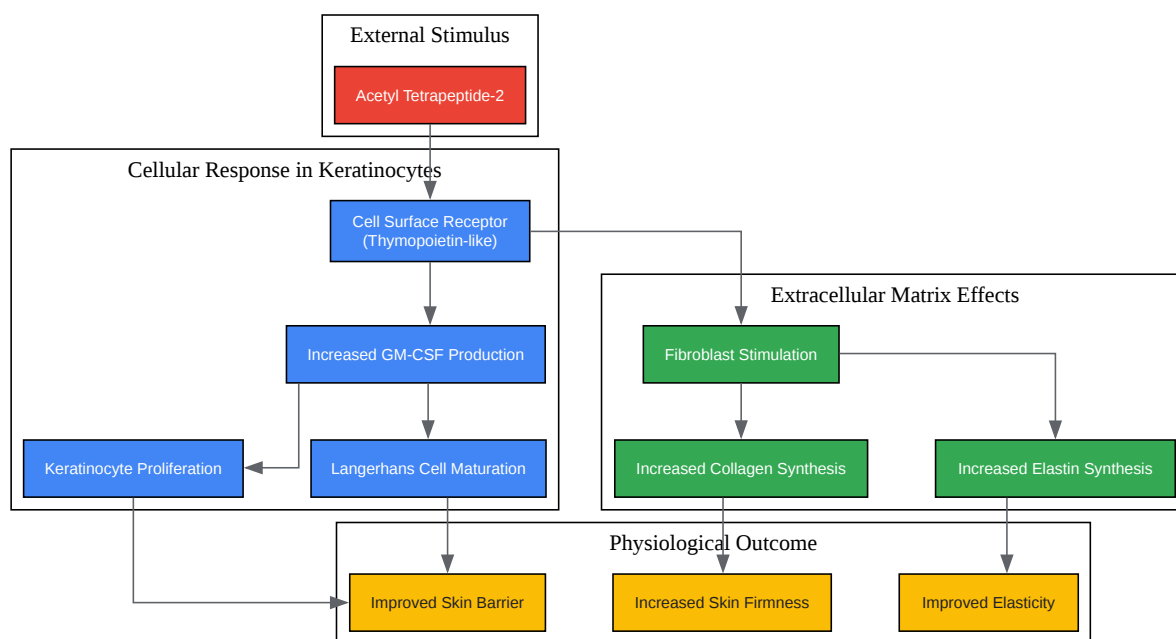 External Stimulus
Acetyl Tetrapeptide-2
Cellular Response in Keratinocytes
Cell Surface Receptor
(Thymopoietin-like)
Extracellular Matrix Effects
Increased GM-CSF Production
Fibroblast Stimulation
Keratinocyte Proliferation
Langerhans Cell Maturation
Increased Collagen Synthesis
Increased Elastin Synthesis
Physiological Outcome
Improved Skin Barrier
Increased Skin Firmness
Improved Elasticity